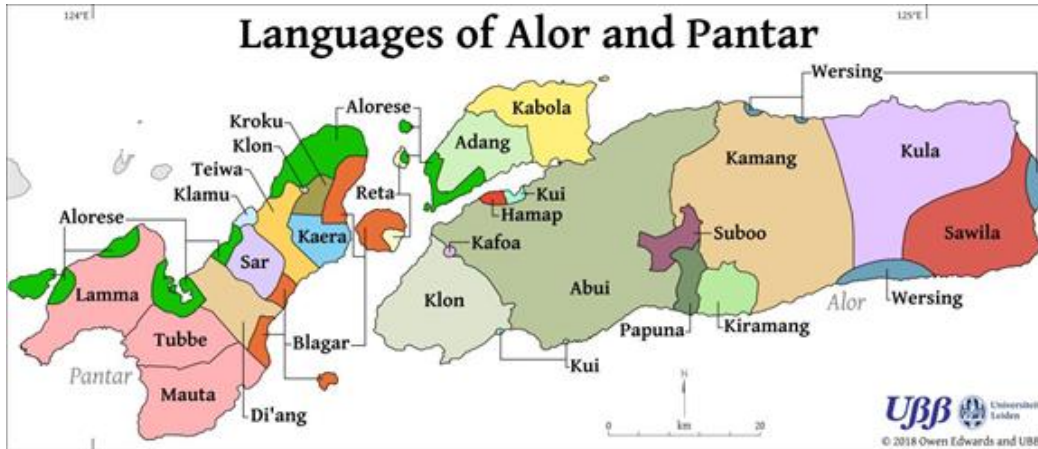 124°E
125°E
Languages of Alor and Pantar
Wersing
Alorese
Kabola
Kroku
Adang
Klon
Kamang
Kula
Teiwa
Klamu
Reta
Kui
Hamap
Alorese
Kaera
Suboo
Kafoa
Sawila
Sar
Lamma
Klon
Abui
Alor
Wersing
Tubbe
Blagar
Papuna
Kiramang
Pantar
Kui
Mauta
Di'ang
N
0 km 20
UBB
Universiteit
Leiden
© 2018 Owen Edwards and UBB